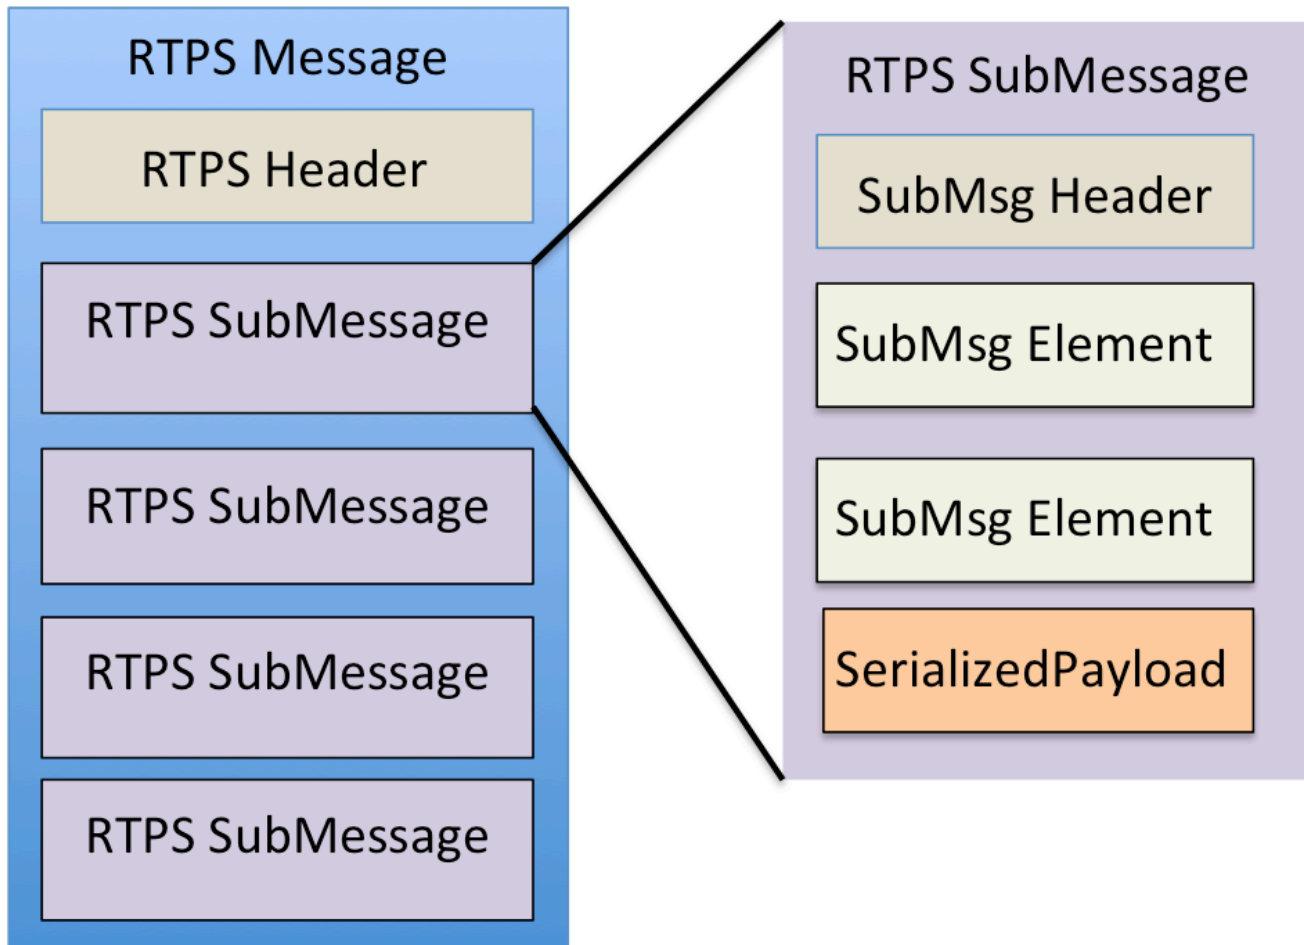 RTPS Message
RTPS Header
RTPS SubMessage
RTPS SubMessage
RTPS SubMessage
RTPS SubMessage
RTPS SubMessage
SubMsg Header
SubMsg Element
SubMsg Element
SerializedPayload